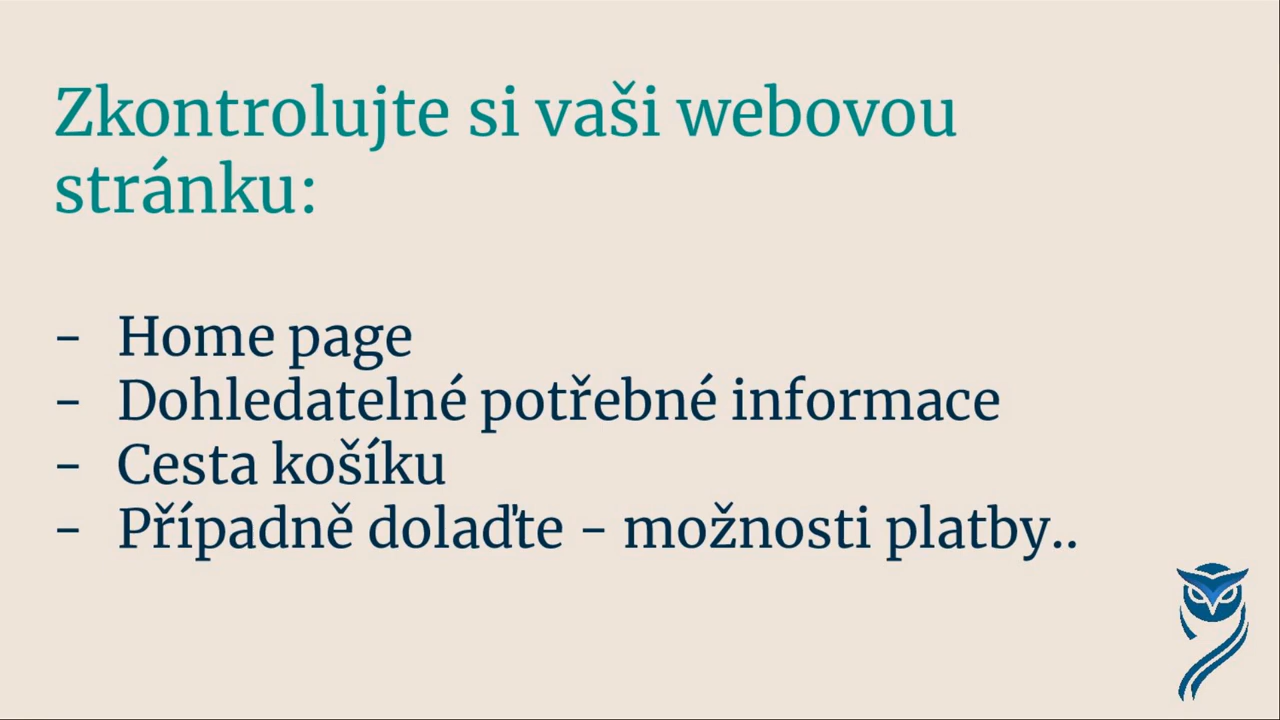 Zkontrolujte si vaši webovou
stránku:
- Home page
- Dohledatelné potřebné informace
- Cesta košíku
- Případně dolaďte - možnosti platby..